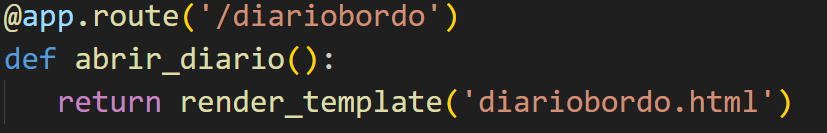 @app.route('/diariobordo')
def abrir_diario():
    return render_template('diariobordo.html')